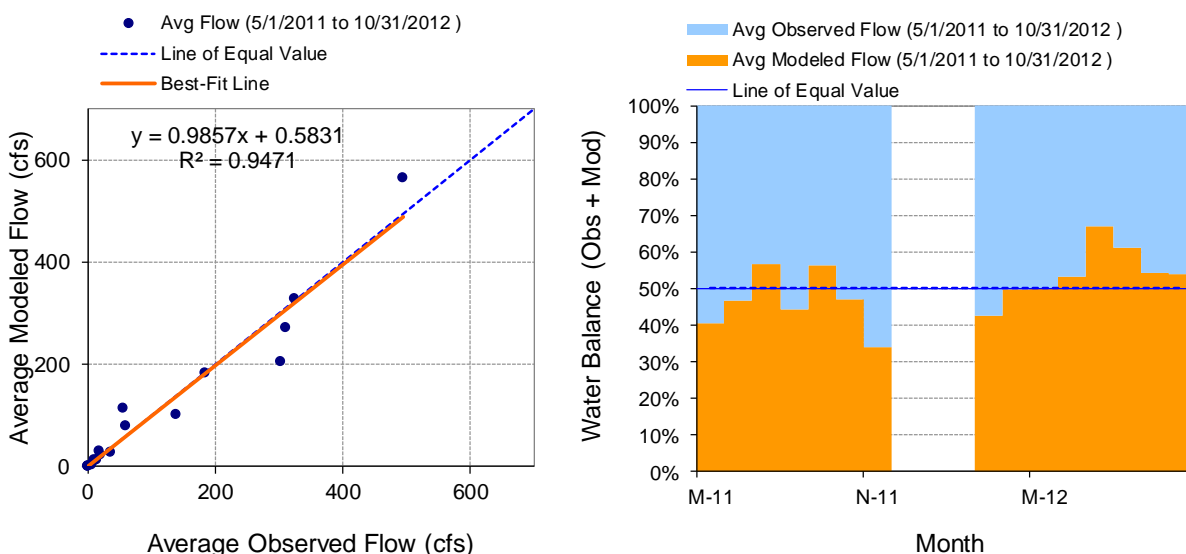 Avg Flow (5/1/2011 to 10/31/2012 )
Line of Equal Value
Best-Fit Line
y = 0.9857x + 0.5831
R² = 0.9471
Average Modeled Flow (cfs)
600
400
200
0
0 200 400 600
Average Observed Flow (cfs)
Avg Observed Flow (5/1/2011 to 10/31/2012 )
Avg Modeled Flow (5/1/2011 to 10/31/2012 )
Line of Equal Value
Water Balance (Obs + Mod)
100%
90%
80%
70%
60%
50%
40%
30%
20%
10%
0%
M-11 N-11 M-12
Month